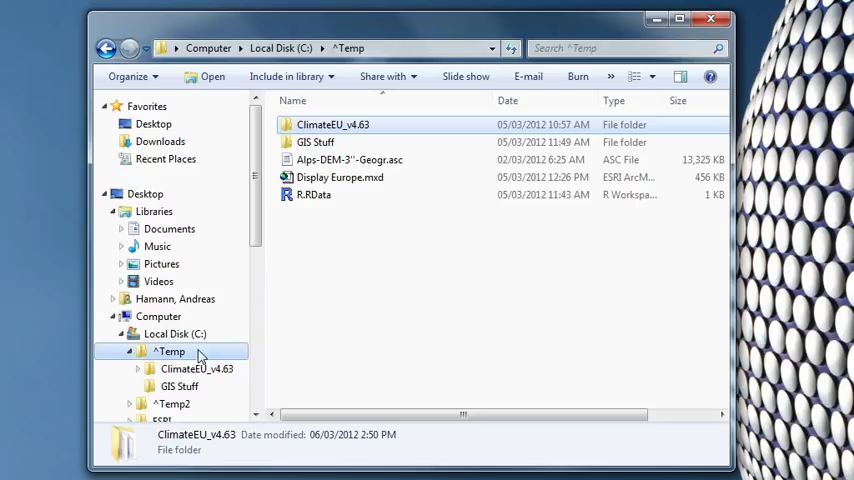 Computer Local Disk (C:) ^Temp Search ^Temp
Organize Open Include in library Share with Slide show E-mail Burn »
Favorites
Desktop
Downloads
Recent Places
Desktop
Libraries
Documents
Music
Pictures
Videos
Hamann, Andreas
Computer
Local Disk (C:)
^Temp
ClimateEU_v4.63
GIS Stuff
^Temp2
ESRI
Name Date Type Size
ClimateEU_v4.63 05/03/2012 10:57 AM File folder
GIS Stuff 05/03/2012 11:49 AM File folder
Alps-DEM-3''-Geogr.asc 02/03/2012 6:25 AM ASC File 13,325 KB
Display Europe.mxd 05/03/2012 12:26 PM ESRI ArcM... 456 KB
R.RData 05/03/2012 11:43 AM R Workspa... 1 KB
ClimateEU_v4.63 Date modified: 06/03/2012 2:50 PM
File folder